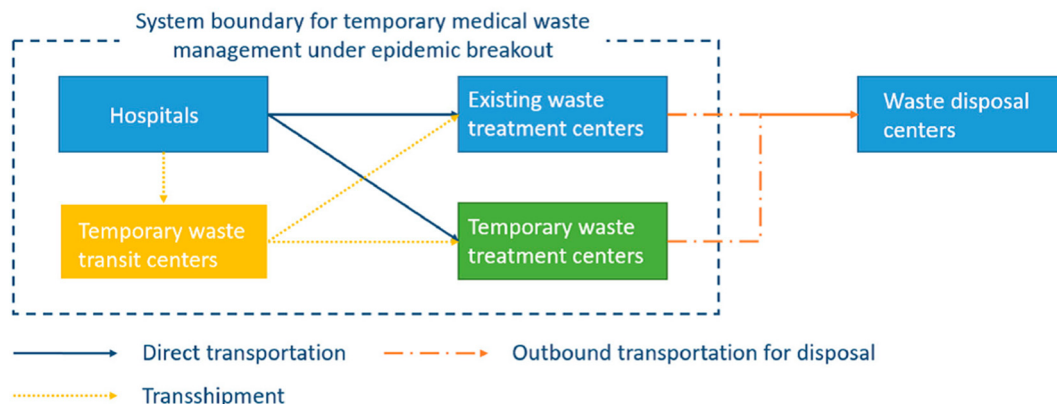 System boundary for temporary medical waste
management under epidemic breakout
Hospitals
Existing waste
treatment centers
Waste disposal
centers
Temporary waste
transit centers
Temporary waste
treatment centers
Direct transportation
Outbound transportation for disposal
Transshipment